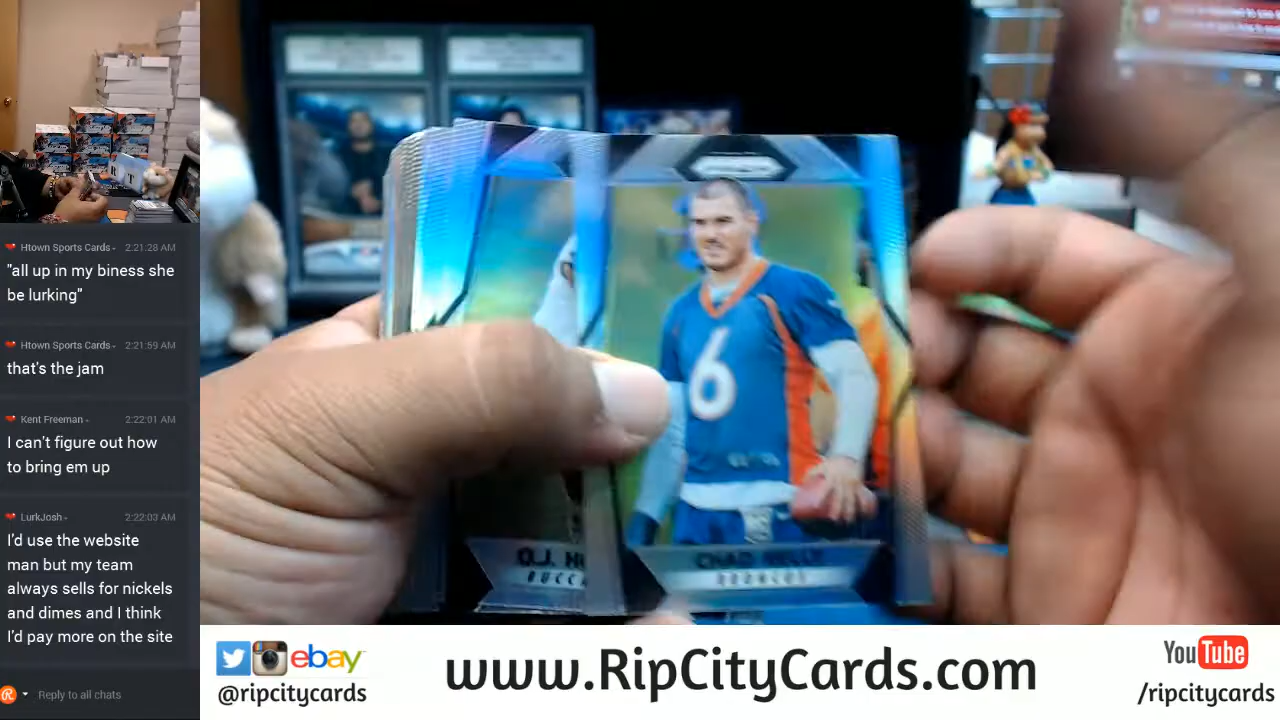 Htown Sports Cards 2:21:28 AM
"all up in my biness she
be lurking"
Htown Sports Cards 2:21:59 AM
that's the jam
Kent Freeman 2:22:01 AM
I can't figure out how
to bring em up
LurkJosh 2:22:03 AM
I'd use the website
man but my team
always sells for nickels
and dimes and I think
I'd pay more on the site
Reply to all chats
6
O.J. H
BUCCA
CHAD KELLY
BRONCOS
ebay
@ripcitycards
www.RipCityCards.com
YouTube
/ripcitycards